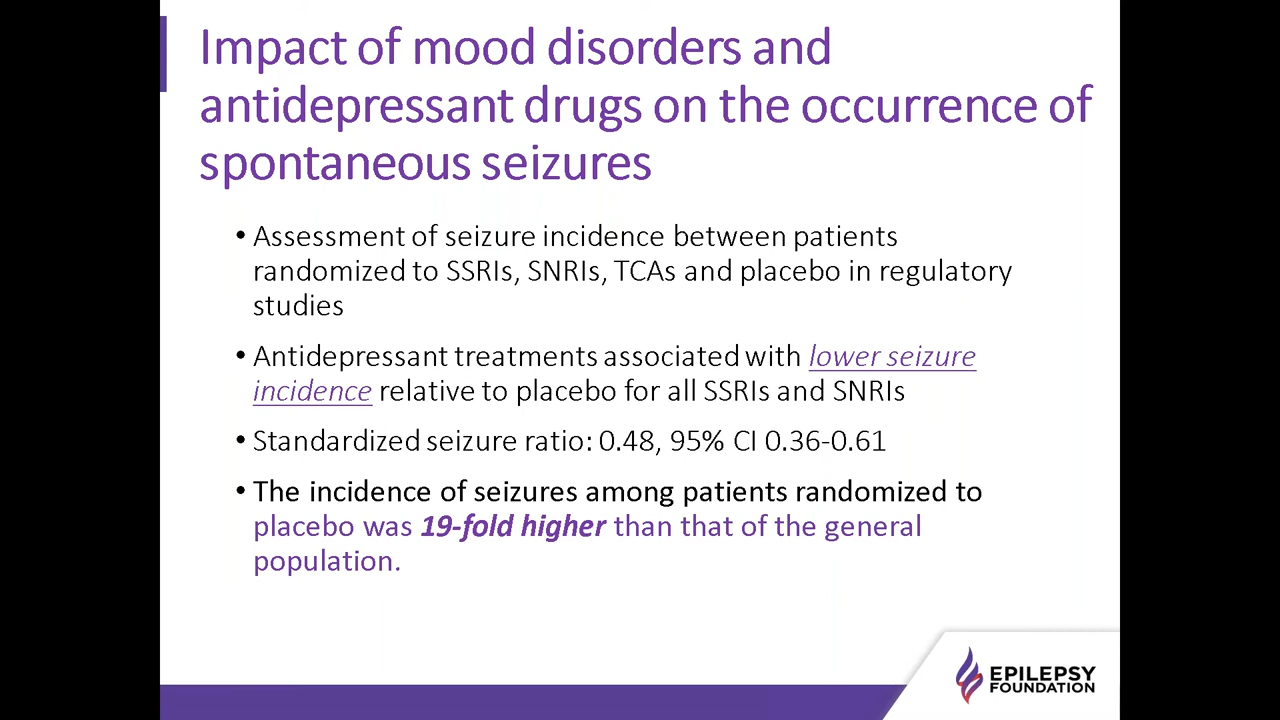 Impact of mood disorders and
antidepressant drugs on the occurrence of
spontaneous seizures
• Assessment of seizure incidence between patients
randomized to SSRIs, SNRIs, TCAs and placebo in regulatory
studies
• Antidepressant treatments associated with lower seizure
incidence relative to placebo for all SSRIs and SNRIs
• Standardized seizure ratio: 0.48, 95% CI 0.36-0.61
• The incidence of seizures among patients randomized to
placebo was 19-fold higher than that of the general
population.
EPILEPSY
FOUNDATION